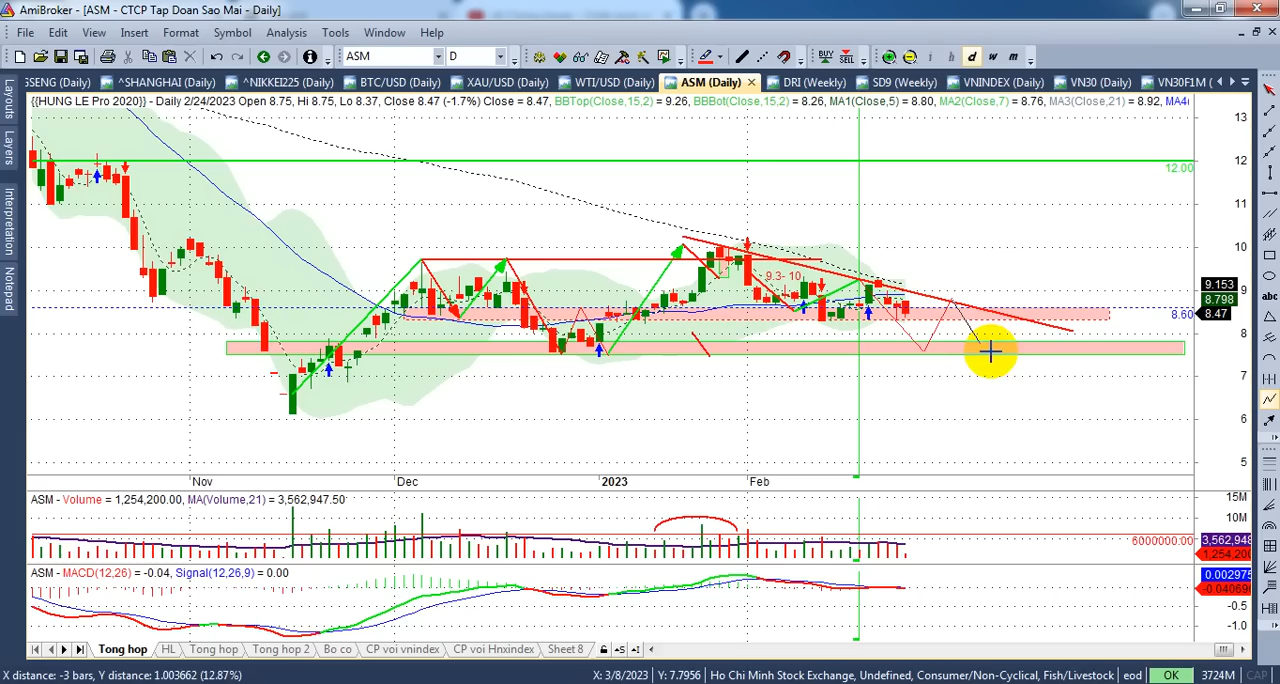 AmiBroker - [ASM - CTCP Tap Doan Sao Mai - Daily]
File Edit View Insert Format Symbol Analysis Tools Window Help
ASM D BUY SELL i h d w m
SSENG (Daily) ^SHANGHAI (Daily) ^NIKKEI225 (Daily) BTC/USD (Daily) XAU/USD (Daily) WTI/USD (Daily) ASM (Daily) DRI (Weekly) SD9 (Weekly) VNINDEX (Daily) VN30 (Daily) VN30F1M (
Layouts
Layers
Interpretation
Notepad
{{HUNG LE Pro 2020}} - Daily 2/24/2023 Open 8.75, Hi 8.75, Lo 8.37, Close 8.47 (-1.7%) Close = 8.47, BBTop(Close,15,2) = 9.26, BBBot(Close,15,2) = 8.26, MA1(Close,5) = 8.80, MA2(Close,7) = 8.76, MA3(Close,21) = 8.92, MA4(
13
12
12.00
11
10
9.3- 10
9.153
9
8.798
8.60
8.47
8
7
6
5
Nov Dec 2023 Feb
ASM - Volume = 1,254,200.00, MA(Volume,21) = 3,562,947.50
15M
10M
6000000.00
3,562,948
1,254,200
ASM - MACD(12,26) = -0.04, Signal(12,26,9) = 0.00
0.002975
-0.04069
-0.5
-1.0
Tong hop HL Tong hop Tong hop 2 Bo co CP voi vnindex CP voi Hnxindex Sheet 8
abc
X distance: -3 bars, Y distance: 1.003662 (12.87%) X: 3/8/2023 Y: 7.7956 Ho Chi Minh Stock Exchange, Undefined, Consumer/Non-Cyclical, Fish/Livestock eod OK 3724M CAP